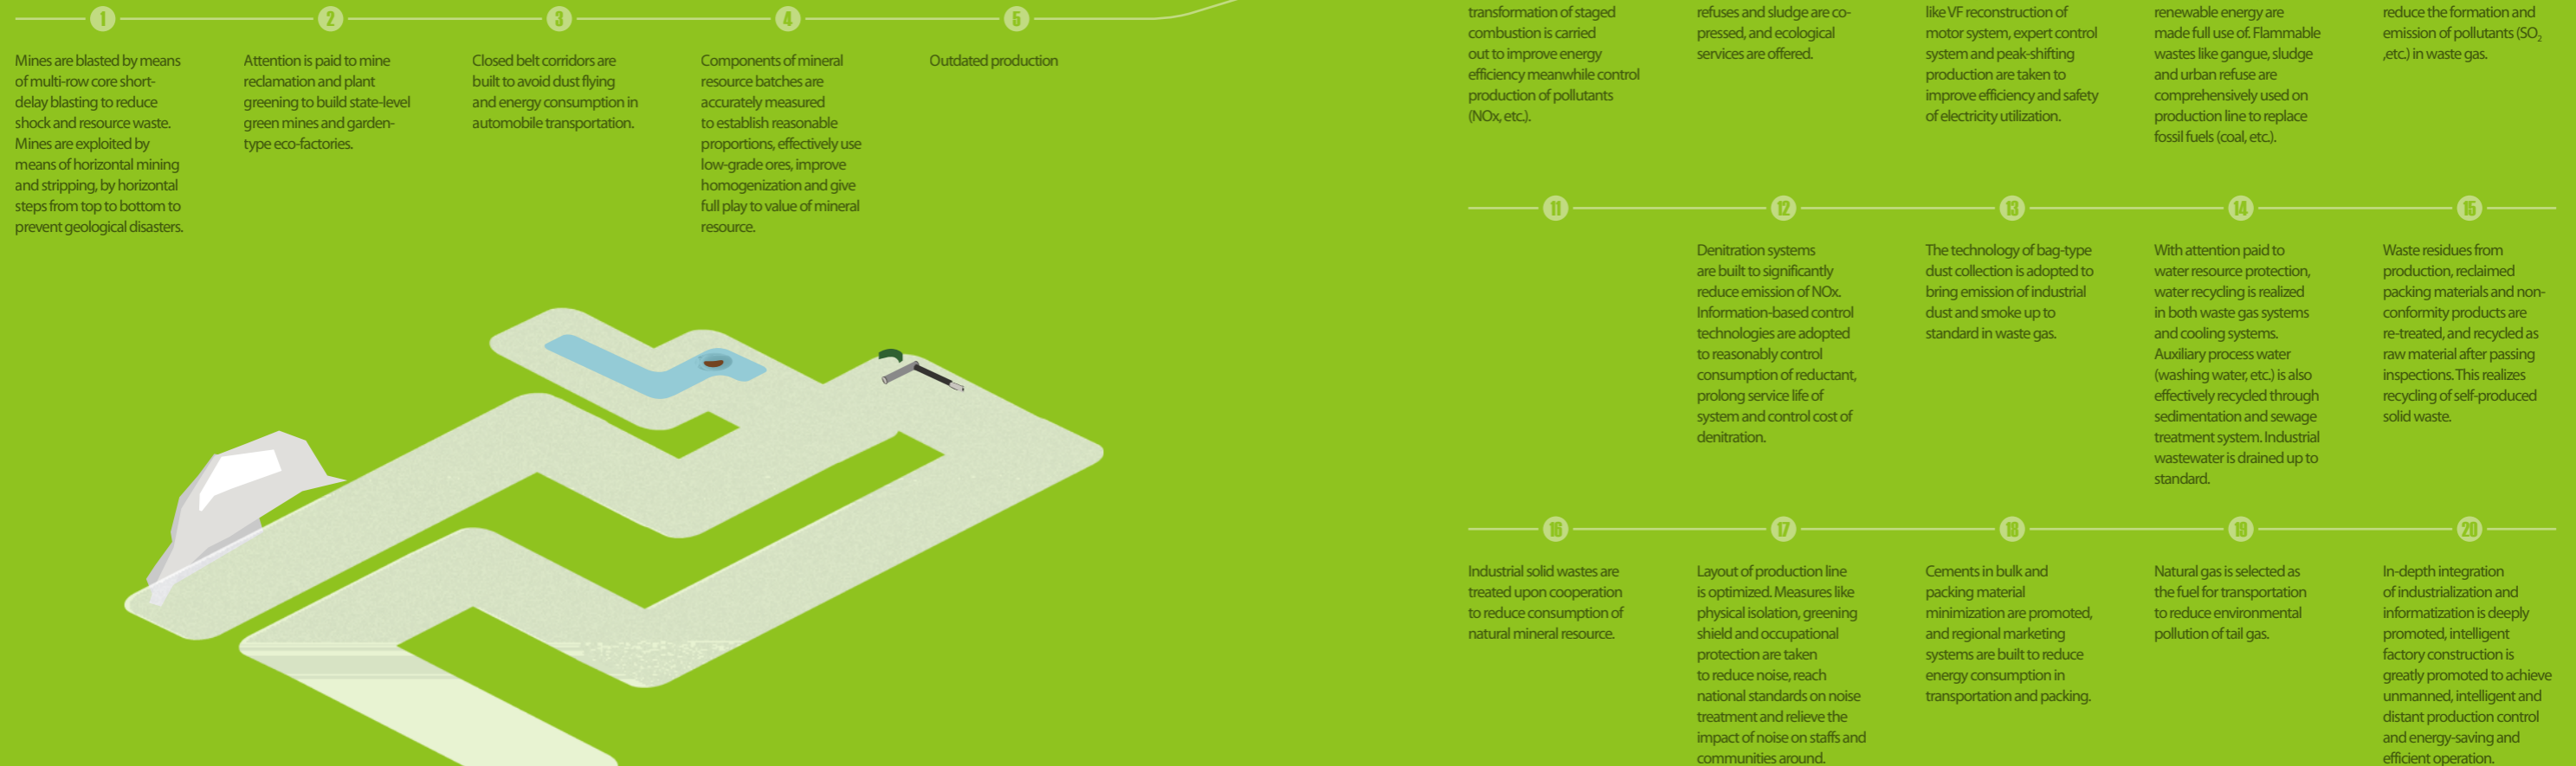 1
Mines are blasted by means
of multi-row core short-
delay blasting to reduce
shock and resource waste.
Mines are exploited by
means of horizontal mining
and stripping, by horizontal
steps from top to bottom to
prevent geological disasters.
2
Attention is paid to mine
reclamation and plant
greening to build state-level
green mines and garden-
type eco-factories.
3
Closed belt corridors are
built to avoid dust flying
and energy consumption in
automobile transportation.
4
Components of mineral
resource batches are
accurately measured
to establish reasonable
proportions, effectively use
low-grade ores, improve
homogenization and give
full play to value of mineral
resource.
5
Outdated production
transformation of staged
combustion is carried
out to improve energy
efficiency meanwhile control
production of pollutants
(NOx, etc.).
refuses and sludge are co-
pressed, and ecological
services are offered.
like VF reconstruction of
motor system, expert control
system and peak-shifting
production are taken to
improve efficiency and safety
of electricity utilization.
renewable energy are
made full use of. Flammable
wastes like gangue, sludge
and urban refuse are
comprehensively used on
production line to replace
fossil fuels (coal, etc.).
reduce the formation and
emission of pollutants (SO2
,etc.) in waste gas.
11
12
Denitration systems
are built to significantly
reduce emission of NOx.
Information-based control
technologies are adopted
to reasonably control
consumption of reductant,
prolong service life of
system and control cost of
denitration.
13
The technology of bag-type
dust collection is adopted to
bring emission of industrial
dust and smoke up to
standard in waste gas.
14
With attention paid to
water resource protection,
water recycling is realized
in both waste gas systems
and cooling systems.
Auxiliary process water
(washing water, etc.) is also
effectively recycled through
sedimentation and sewage
treatment system. Industrial
wastewater is drained up to
standard.
15
Waste residues from
production, reclaimed
packing materials and non-
conformity products are
re-treated, and recycled as
raw material after passing
inspections. This realizes
recycling of self-produced
solid waste.
16
Industrial solid wastes are
treated upon cooperation
to reduce consumption of
natural mineral resource.
17
Layout of production line
is optimized. Measures like
physical isolation, greening
shield and occupational
protection are taken
to reduce noise, reach
national standards on noise
treatment and relieve the
impact of noise on staffs and
communities around.
18
Cements in bulk and
packing material
minimization are promoted,
and regional marketing
systems are built to reduce
energy consumption in
transportation and packing.
19
Natural gas is selected as
the fuel for transportation
to reduce environmental
pollution of tail gas.
20
In-depth integration
of industrialization and
informatization is deeply
promoted, intelligent
factory construction is
greatly promoted to achieve
unmanned, intelligent and
distant production control
and energy-saving and
efficient operation.